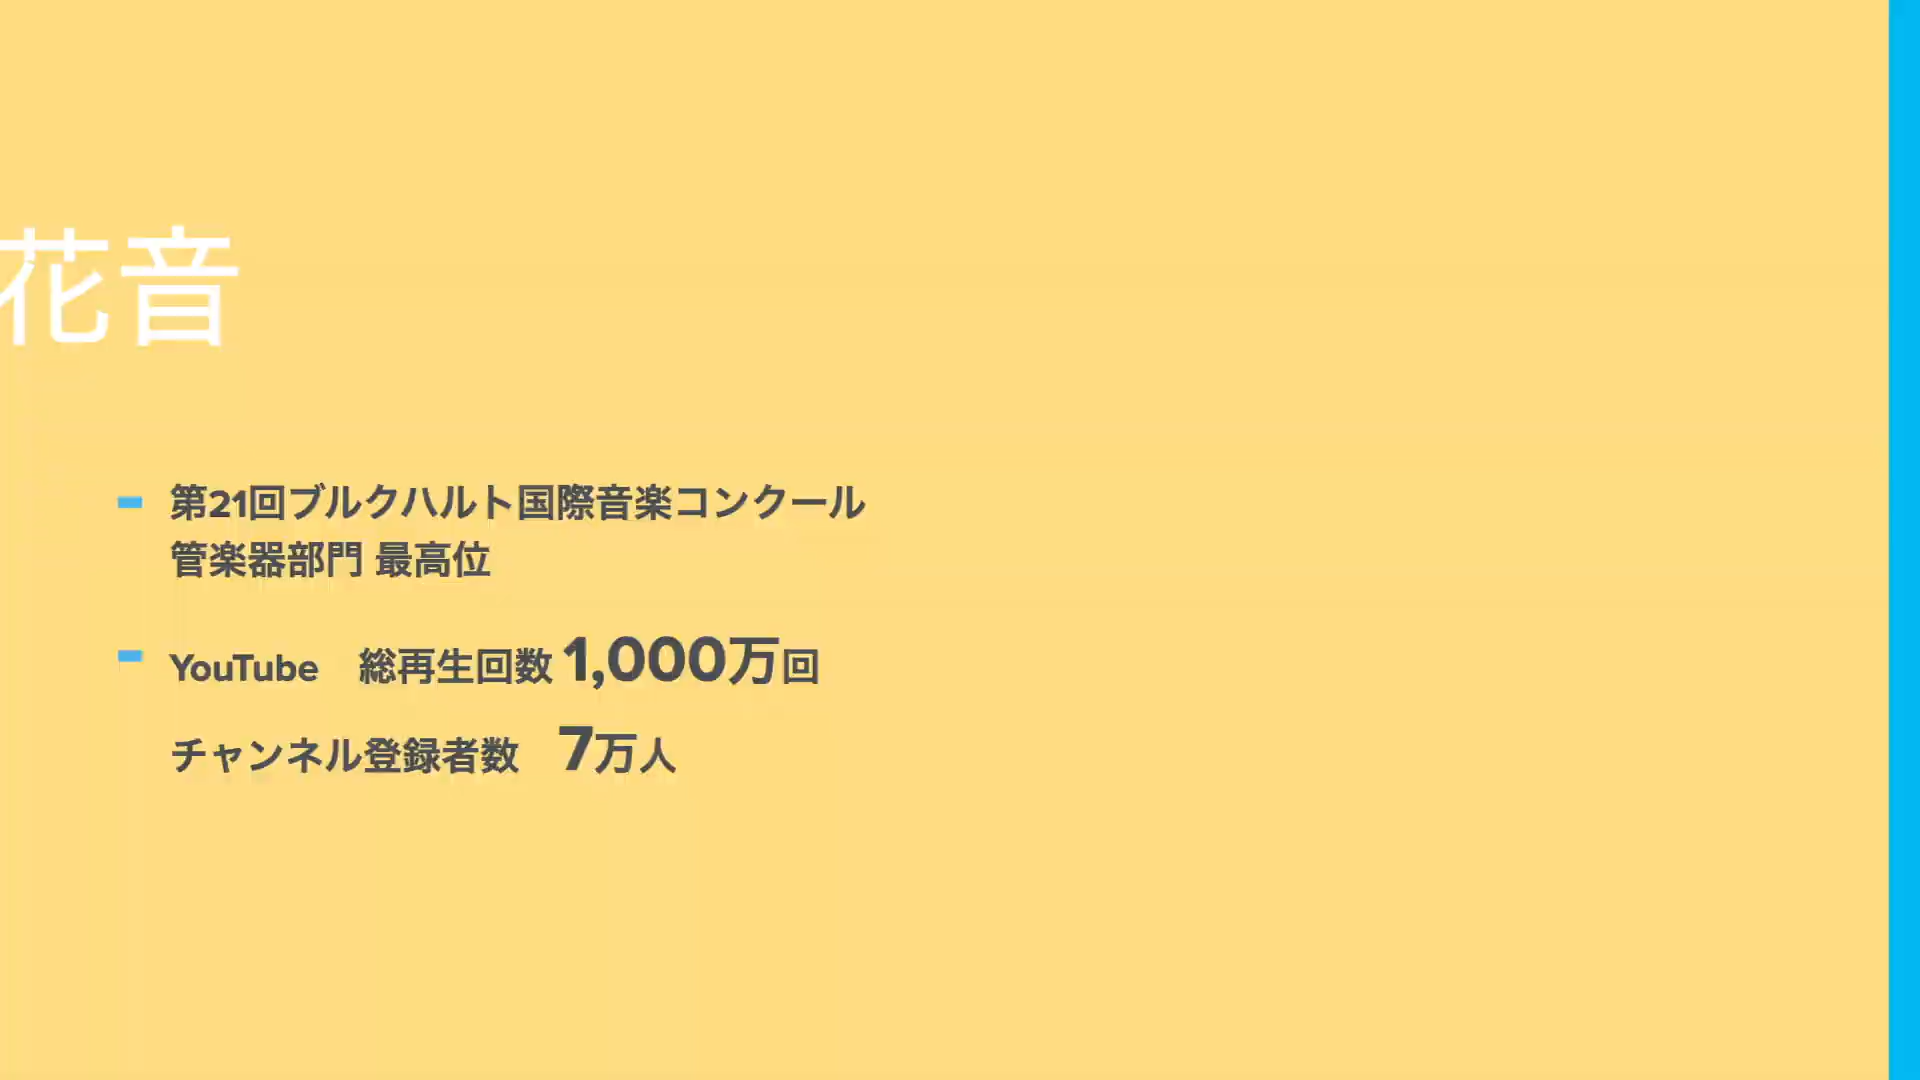 花音
第21回ブルクハルト国際音楽コンクール
管楽器部門 最高位
YouTube　総再生回数 1,000万回
チャンネル登録者数　7万人